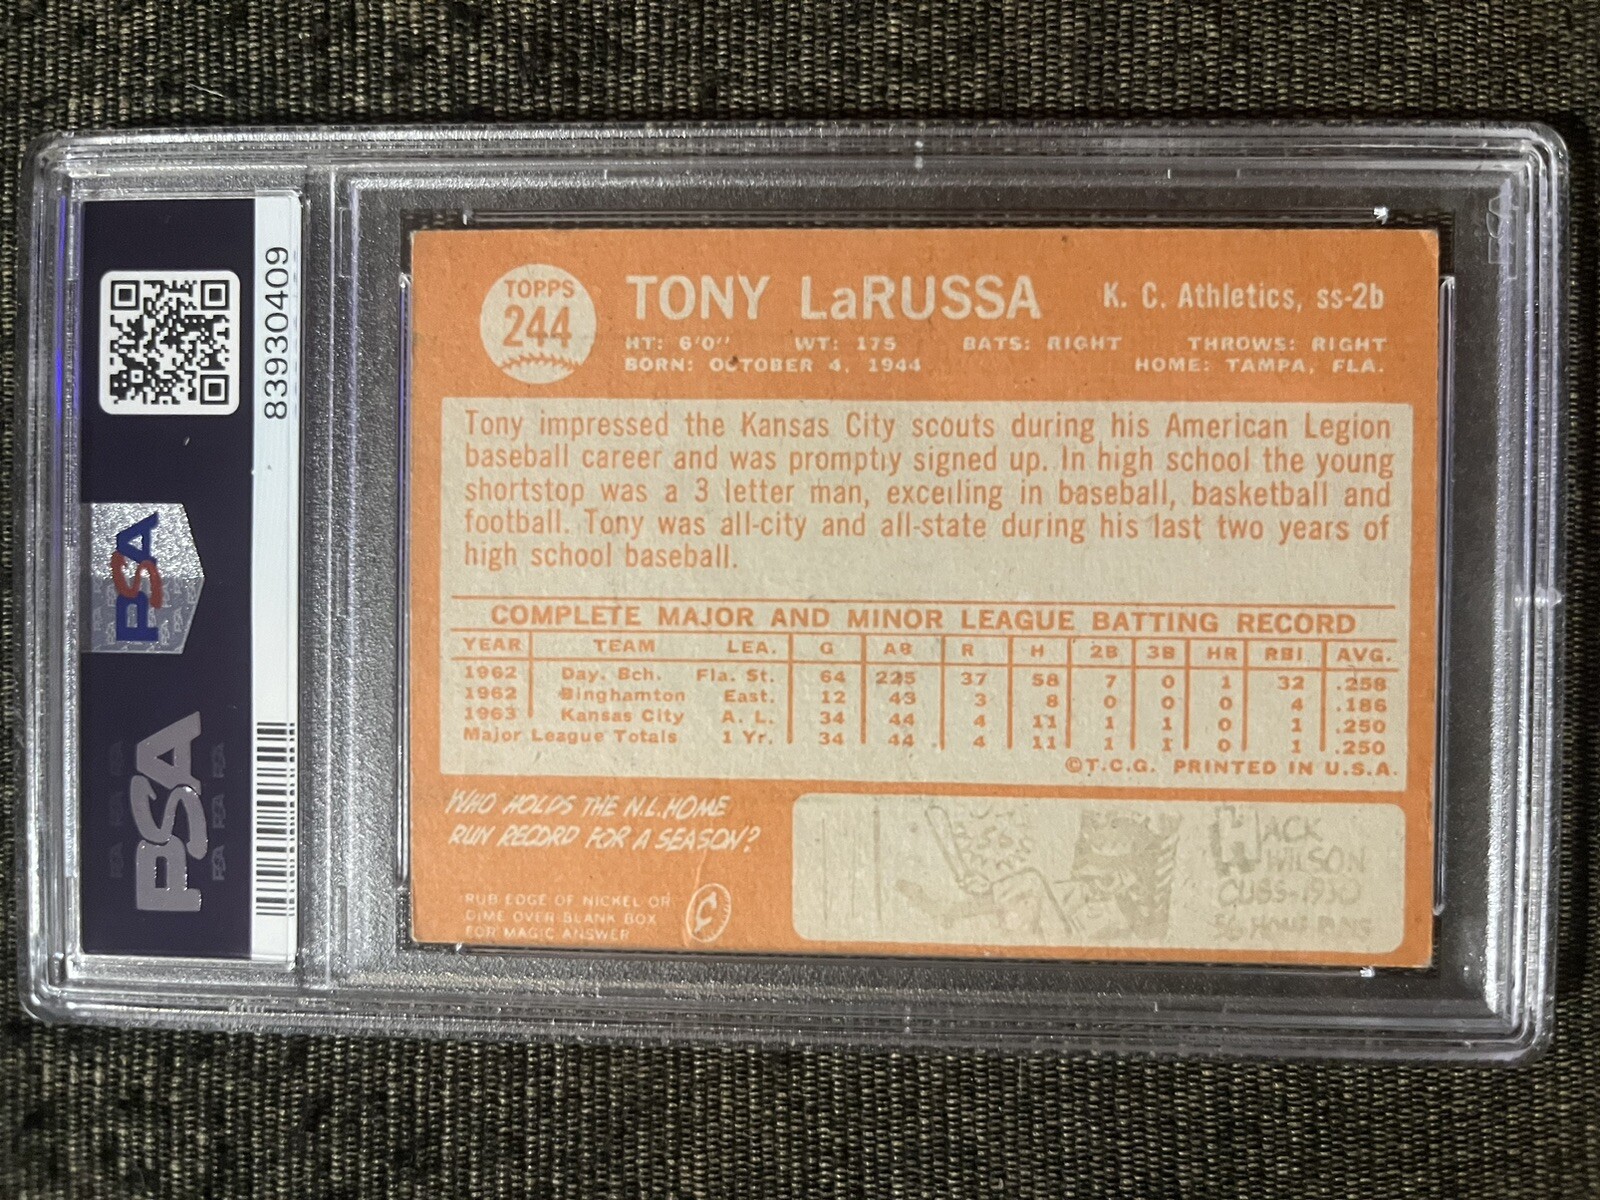 83930409
PSA
PSA
TOPPS
244
TONY LaRUSSA
K. C. Athletics, ss-2b
HT: 6'0" WT: 175 BATS: RIGHT THROWS: RIGHT
BORN: OCTOBER 4, 1944 HOME: TAMPA, FLA.
Tony impressed the Kansas City scouts during his American Legion
baseball career and was promptly signed up. In high school the young
shortstop was a 3 letter man, excelling in baseball, basketball and
football. Tony was all-city and all-state during his last two years of
high school baseball.
COMPLETE MAJOR AND MINOR LEAGUE BATTING RECORD
YEAR TEAM LEA. G AB R H 2B 3B HR RBI AVG.
1962 Day. Bch. Fla. St. 64 225 37 58 7 0 1 32 .258
1962 Binghamton East. 12 43 3 8 0 0 0 4 .186
1963 Kansas City A. L. 34 44 4 11 1 1 0 1 .250
Major League Totals 1 Yr. 34 44 4 11 1 1 0 1 .250
©T.C.G. PRINTED IN U.S.A.
WHO HOLDS THE N.L. HOME
RUN RECORD FOR A SEASON?
RUB EDGE OF NICKEL OR
DIME OVER BLANK BOX
FOR MAGIC ANSWER
56
HACK
WILSON
CUBS-1930
56 HOME RUNS